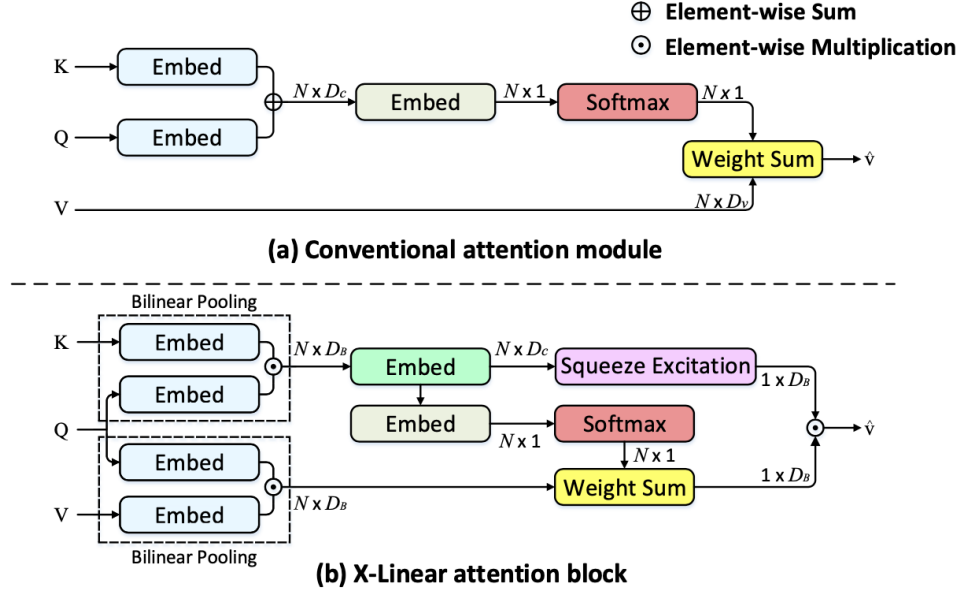 ⊕ Element-wise Sum
⊙ Element-wise Multiplication
K
Embed
N x Dc
Embed
N x 1
Softmax
N x 1
Q
Embed
Weight Sum
v̂
V
N x Dv
(a) Conventional attention module
Bilinear Pooling
K
Embed
N x DB
Embed
N x Dc
Squeeze Excitation
1 x DB
Embed
Embed
N x 1
Softmax
Q
v̂
Embed
N x 1
Weight Sum
1 x DB
V
Embed
N x DB
Bilinear Pooling
(b) X-Linear attention block